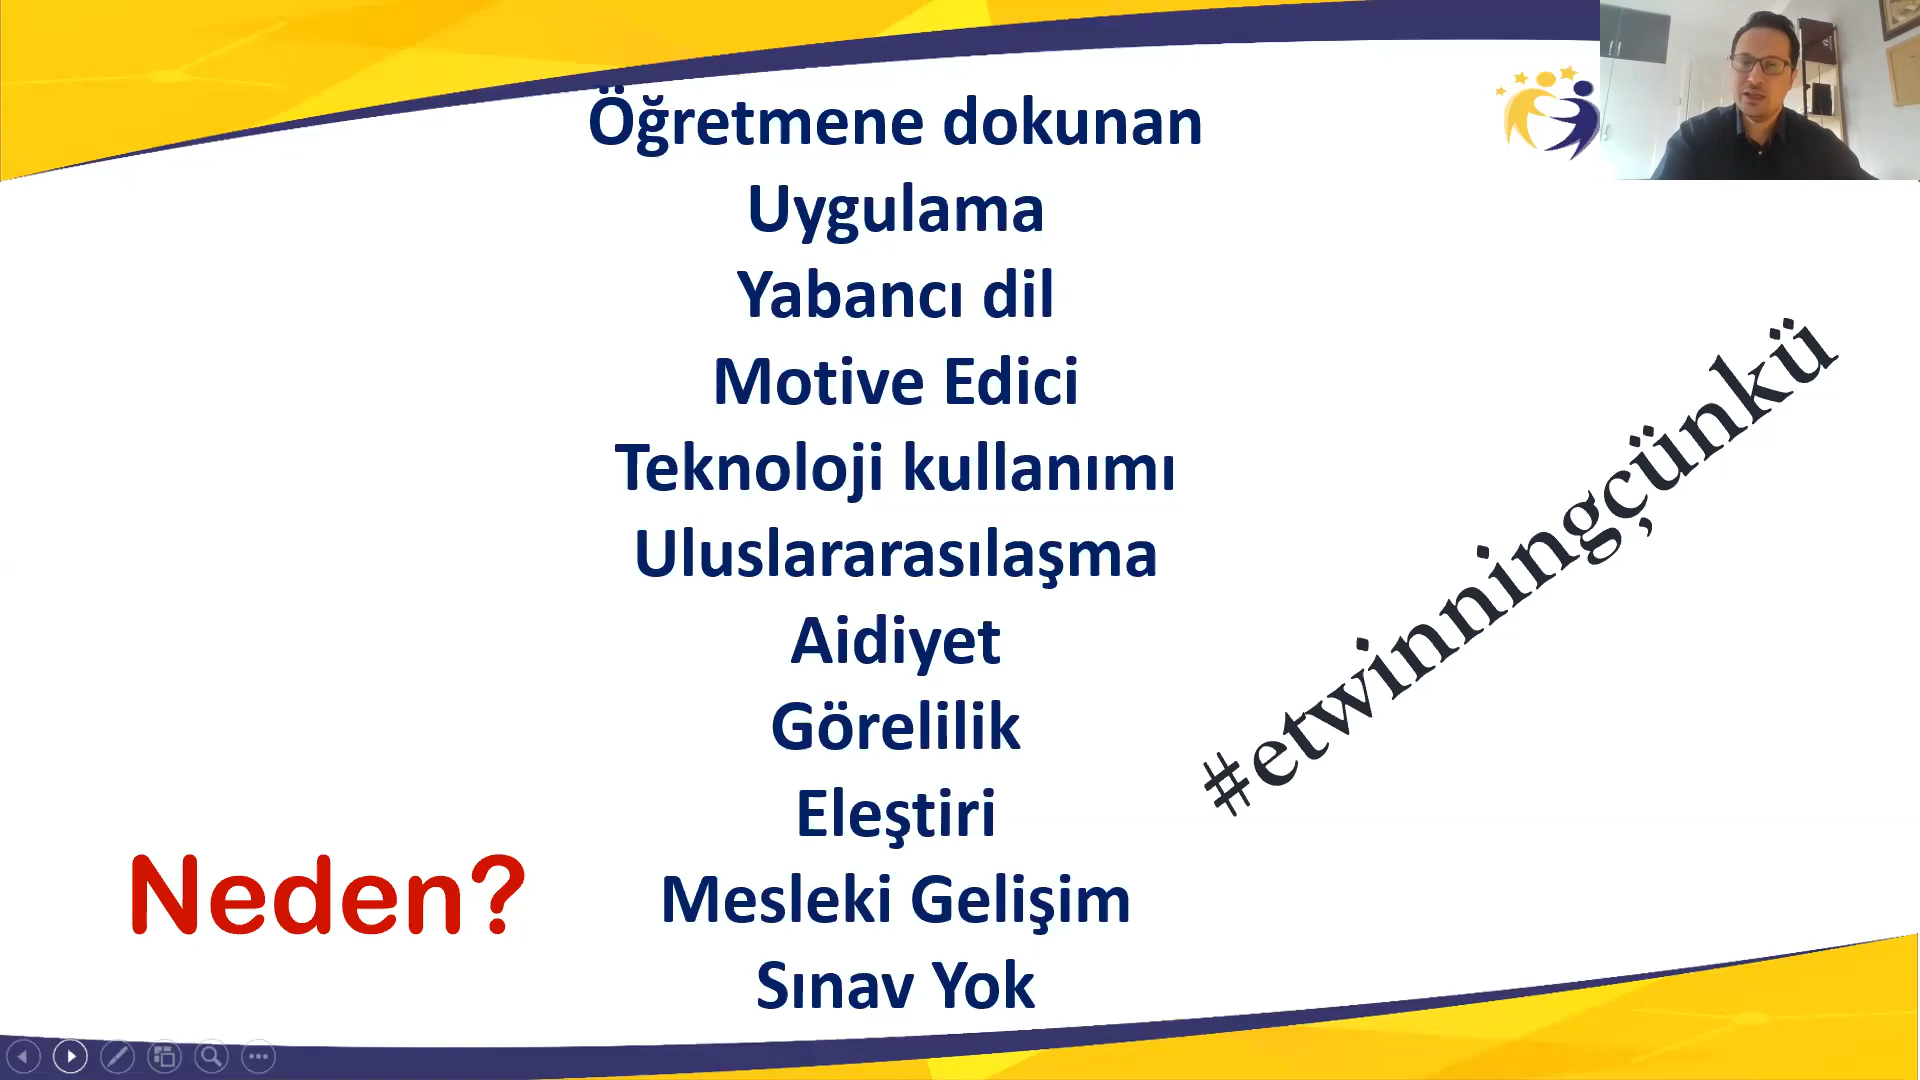 Öğretmene dokunan
Uygulama
Yabancı dil
Motive Edici
Teknoloji kullanımı
Uluslararasılaşma
Aidiyet
Görelilik
Eleştiri
Mesleki Gelişim
Sınav Yok
Neden?
#etwinningçünkü